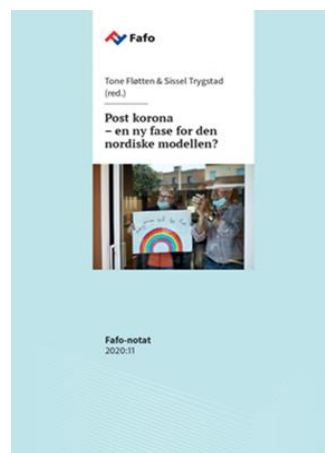 Fafo
Tone Fløtten & Sissel Trygstad
(red.)
Post korona
– en ny fase for den
nordiske modellen?
Fafo-notat
2020:11